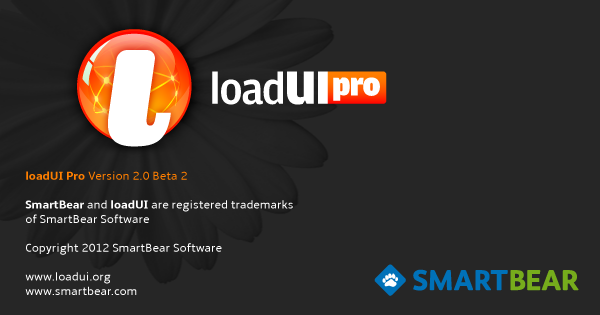 loadUI pro
loadUI Pro Version 2.0 Beta 2
SmartBear and loadUI are registered trademarks
of SmartBear Software
Copyright 2012 SmartBear Software
www.loadui.org
www.smartbear.com
SMARTBEAR